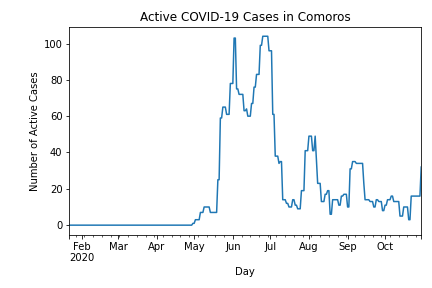 Active COVID-19 Cases in Comoros
Number of Active Cases
100
80
60
40
20
0
Feb Mar Apr May Jun Jul Aug Sep Oct
2020
Day